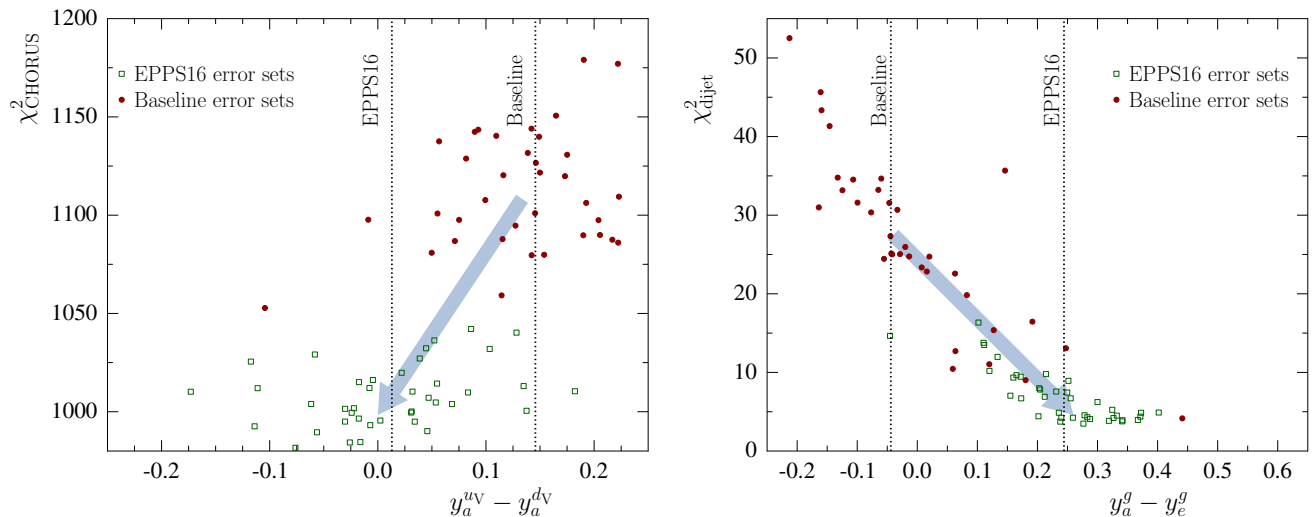 1200
1150
1100
1050
1000
χ²CHORUS
EPPS16 error sets
Baseline error sets
EPPS16
Baseline
-0.2 -0.1 0.0 0.1 0.2
y_a^{u_V} − y_a^{d_V}
50
40
30
20
10
0
χ²dijet
EPPS16 error sets
Baseline error sets
Baseline
EPPS16
-0.2 -0.1 0.0 0.1 0.2 0.3 0.4 0.5 0.6
y_a^g − y_e^g